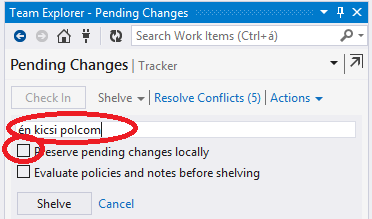 Team Explorer - Pending Changes
Search Work Items (Ctrl+á)
Pending Changes | Tracker
Check In Shelve Resolve Conflicts (5) Actions
én kicsi polcom
Preserve pending changes locally
Evaluate policies and notes before shelving
Shelve Cancel